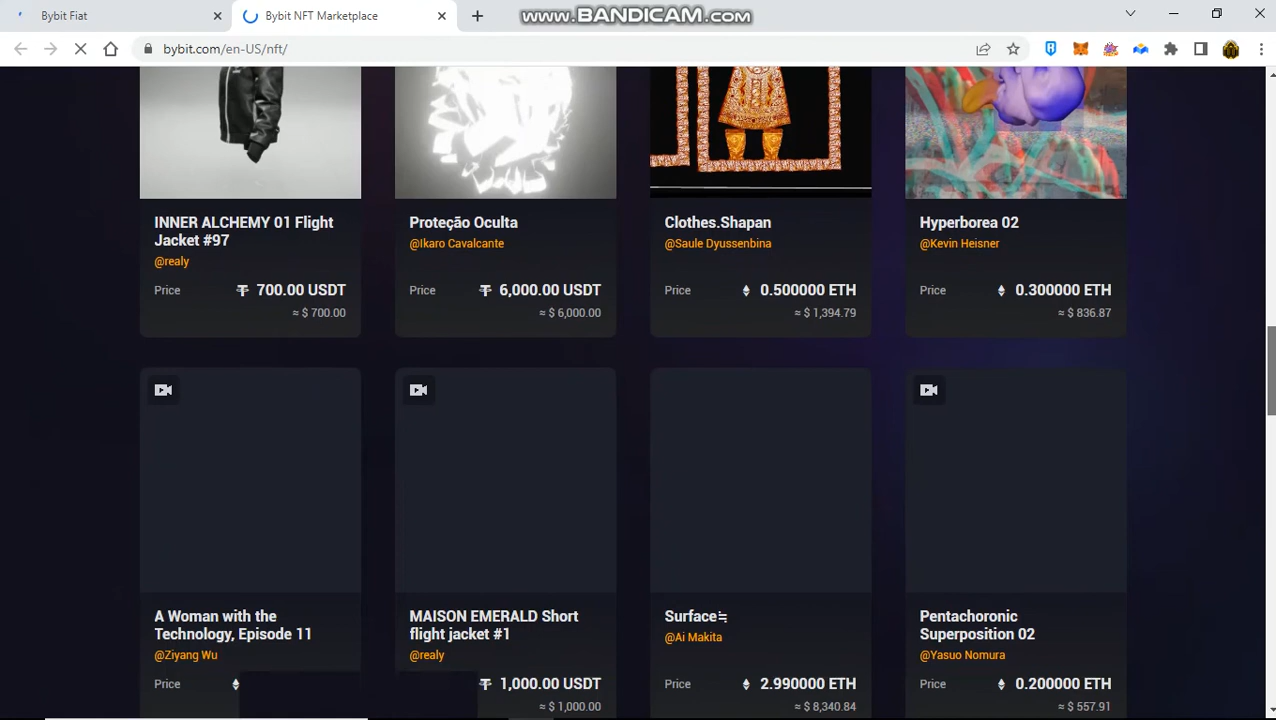 Bybit Fiat
Bybit NFT Marketplace
www.BANDICAM.com
bybit.com/en-US/nft/
INNER ALCHEMY 01 Flight
Jacket #97
@realy
Price 700.00 USDT
≈ $ 700.00
Proteção Oculta
@Ikaro Cavalcante
Price 6,000.00 USDT
≈ $ 6,000.00
Clothes.Shapan
@Saule Dyussenbina
Price 0.500000 ETH
≈ $ 1,394.79
Hyperborea 02
@Kevin Heisner
Price 0.300000 ETH
≈ $ 836.87
A Woman with the
Technology, Episode 11
@Ziyang Wu
Price
MAISON EMERALD Short
flight jacket #1
@realy
1,000.00 USDT
≈ $ 1,000.00
Surface≒
@Ai Makita
Price 2.990000 ETH
≈ $ 8,340.84
Pentachoronic
Superposition 02
@Yasuo Nomura
Price 0.200000 ETH
≈ $ 557.91